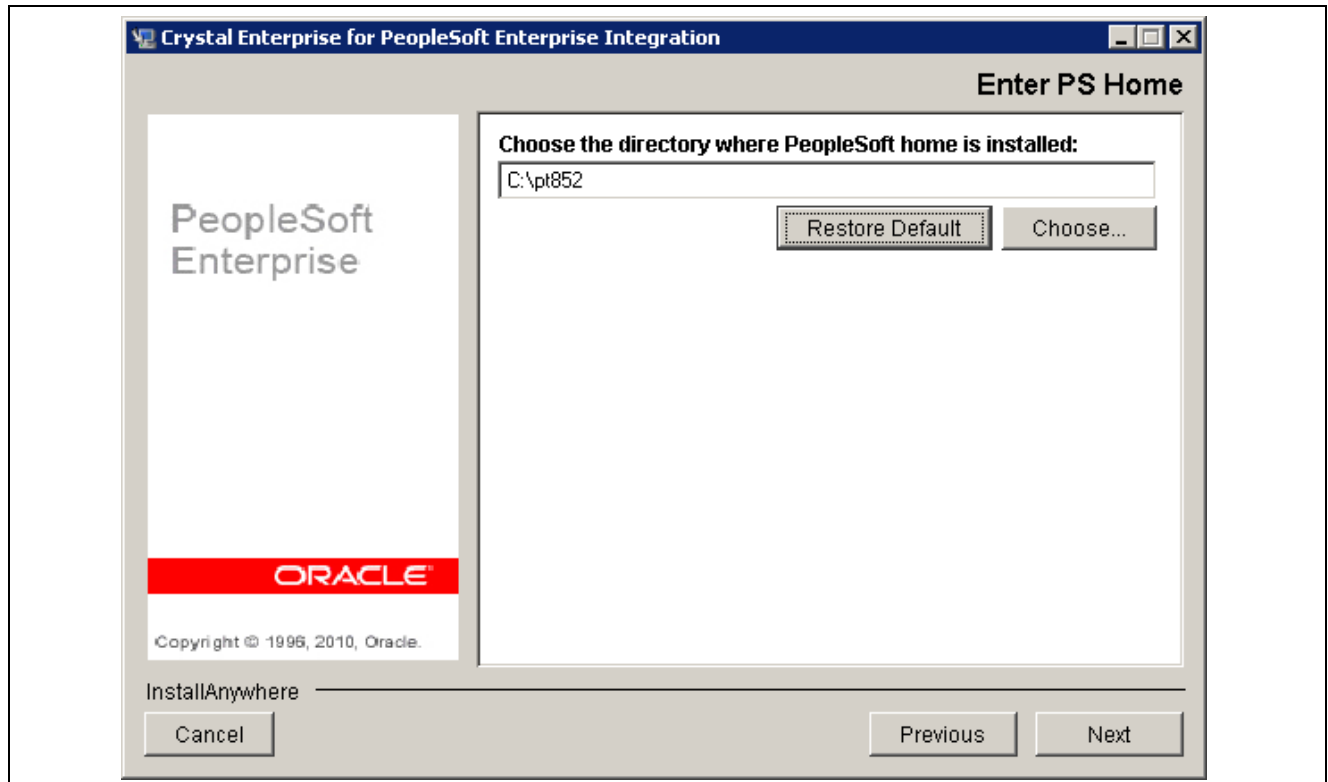 Crystal Enterprise for PeopleSoft Enterprise Integration
Enter PS Home
PeopleSoft
Enterprise
ORACLE
Copyright © 1996, 2010, Oracle.
Choose the directory where PeopleSoft home is installed:
C:\pt852
Restore Default Choose...
InstallAnywhere
Cancel Previous Next